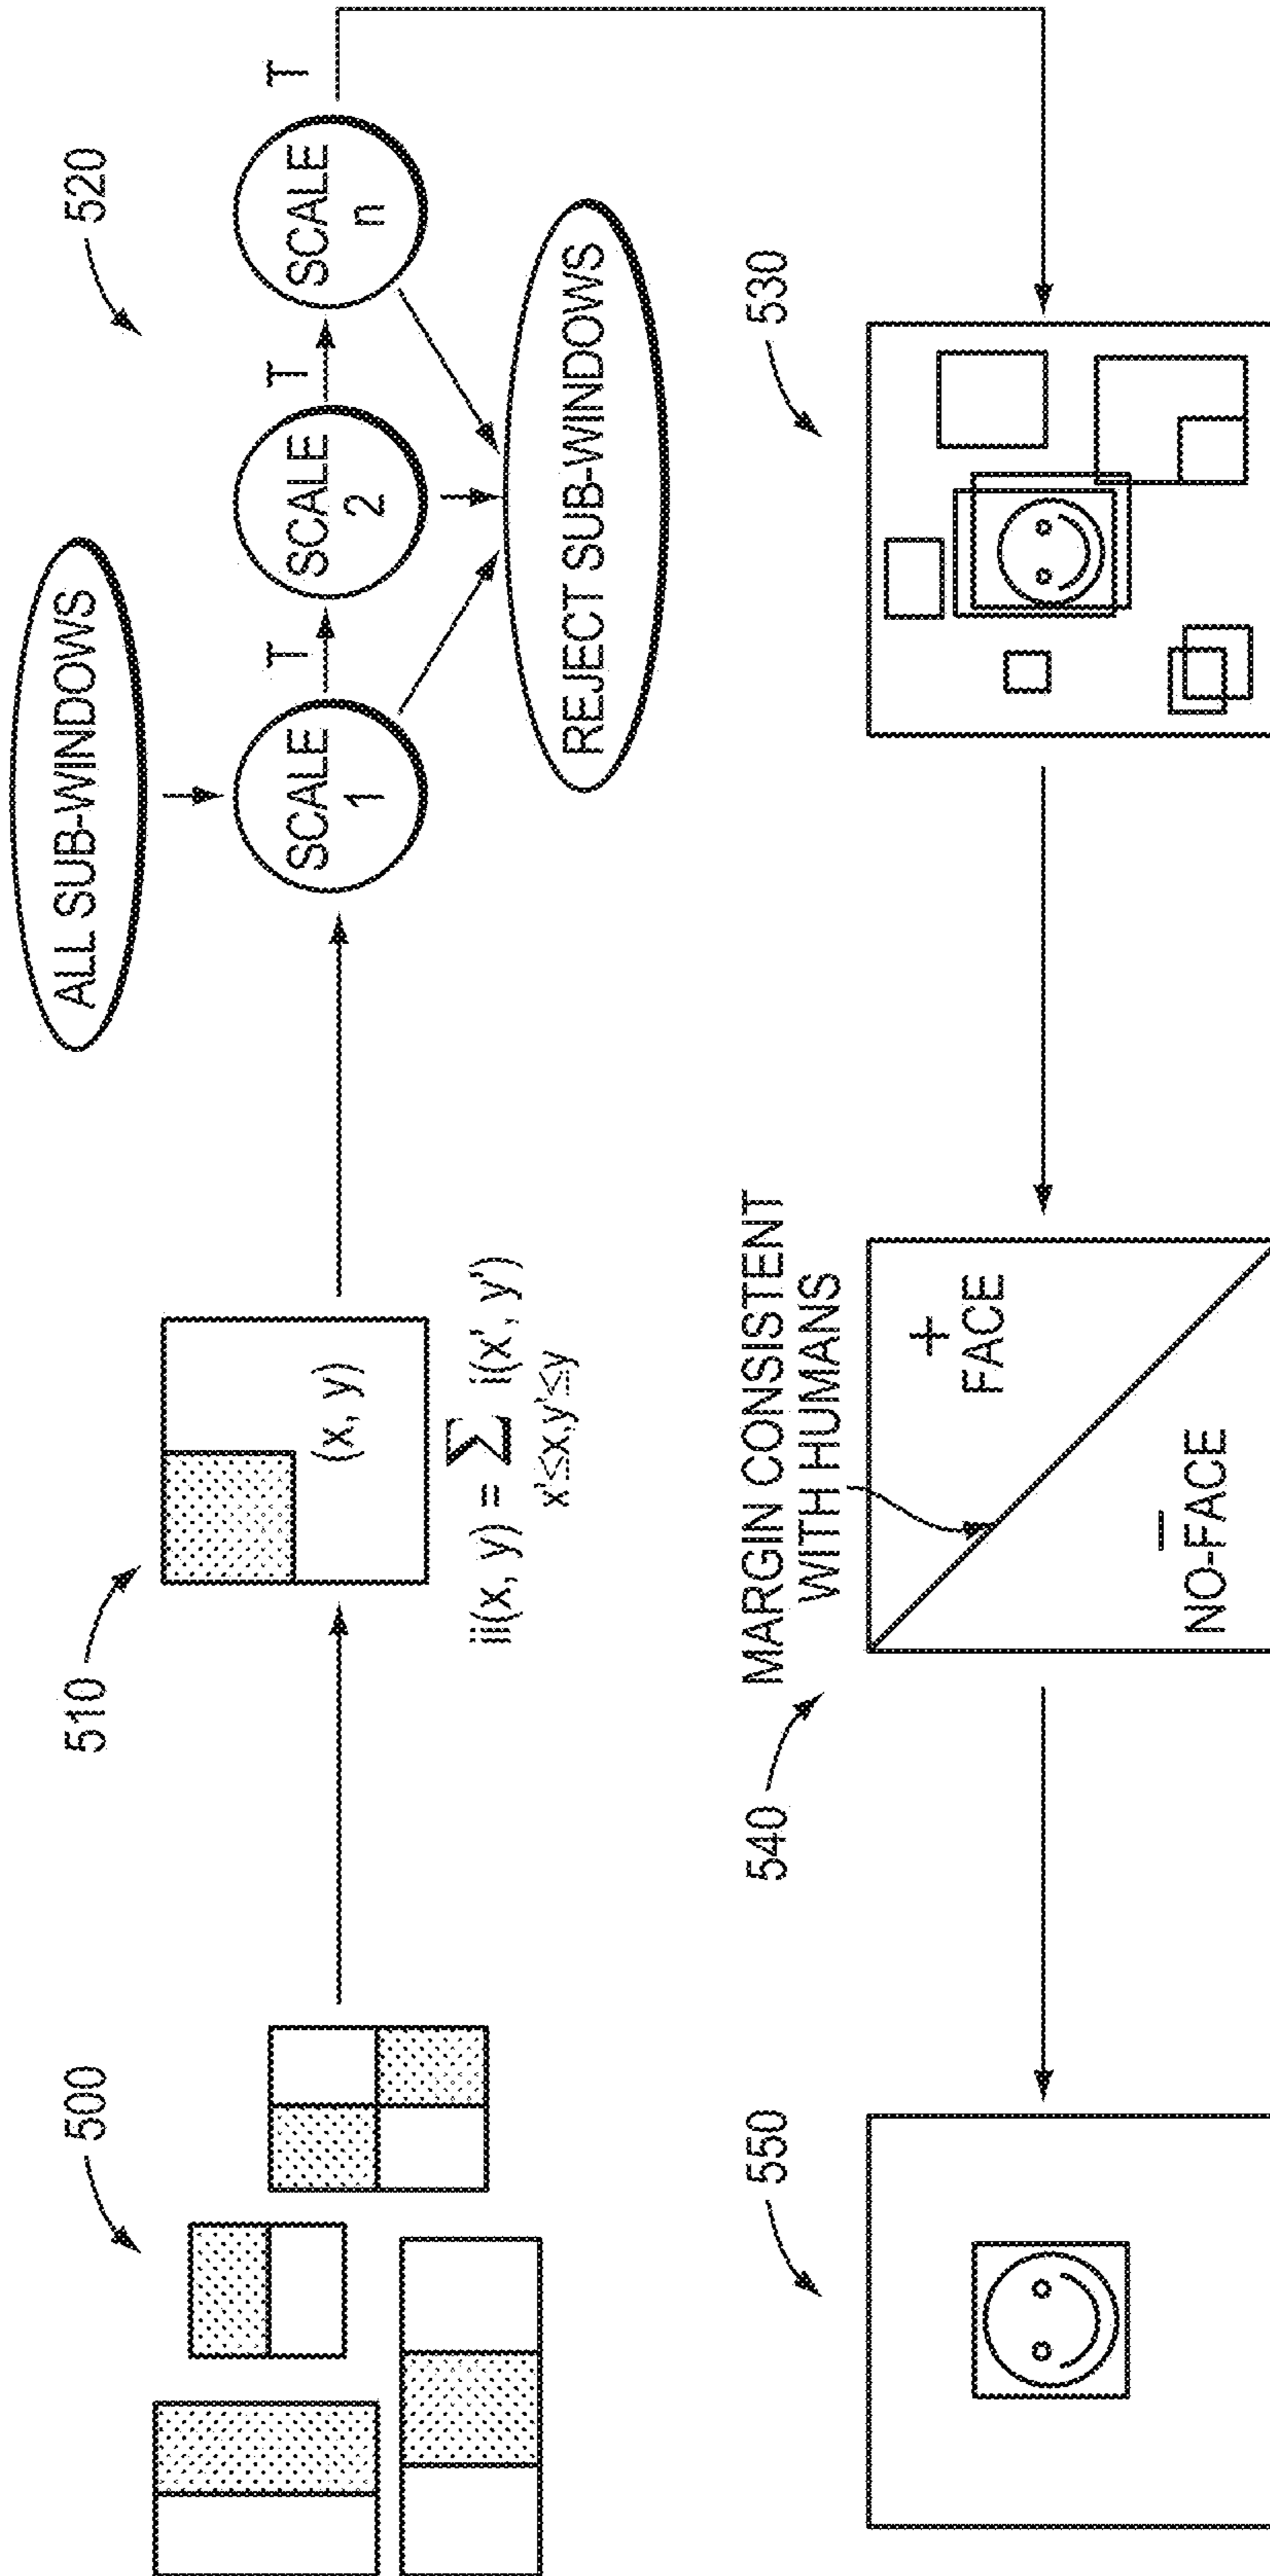 500
510
(x, y)
ii(x, y) = ∑ i(x', y')
x'≤x,y'≤y
ALL SUB-WINDOWS
520
SCALE
1
T
SCALE
2
T
SCALE
n
T
REJECT SUB-WINDOWS
550
540
MARGIN CONSISTENT
WITH HUMANS
+
FACE
–
NO-FACE
530